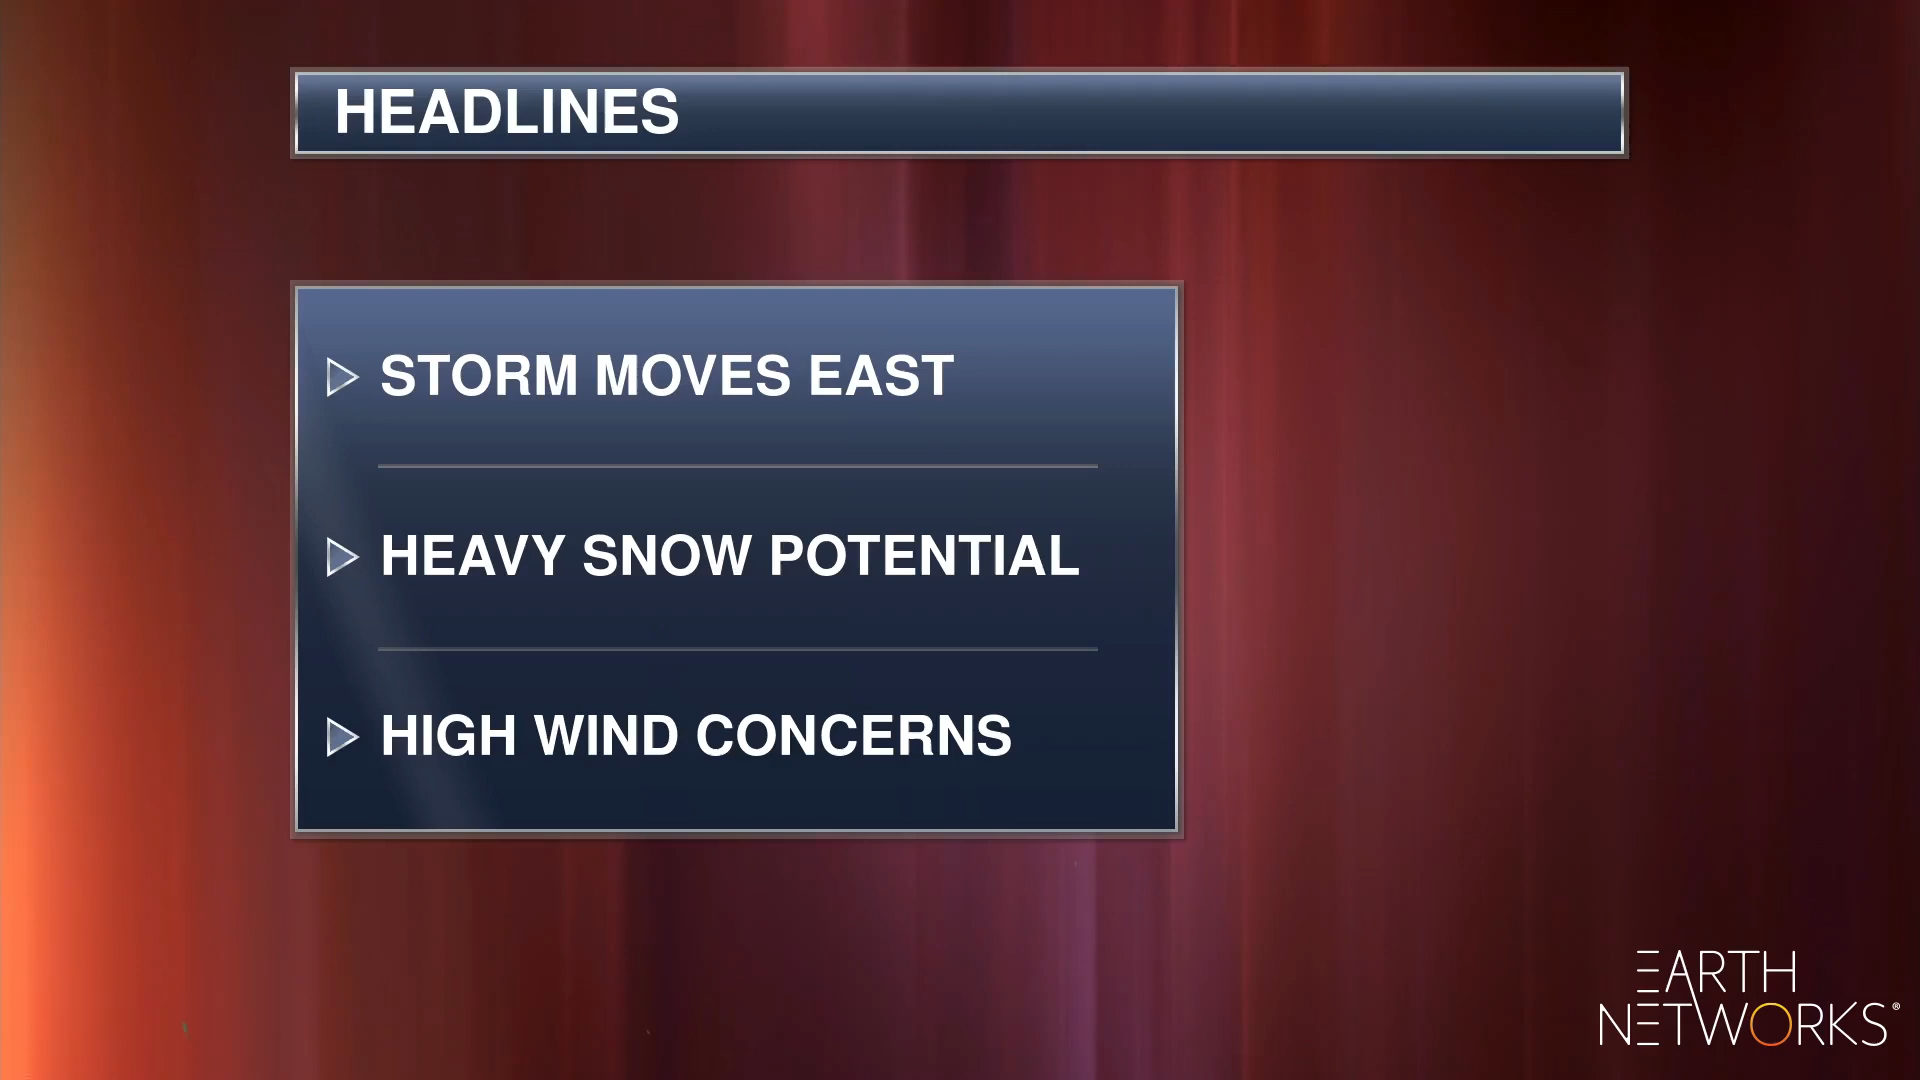 HEADLINES
STORM MOVES EAST
HEAVY SNOW POTENTIAL
HIGH WIND CONCERNS
EARTH
NETWORKS®